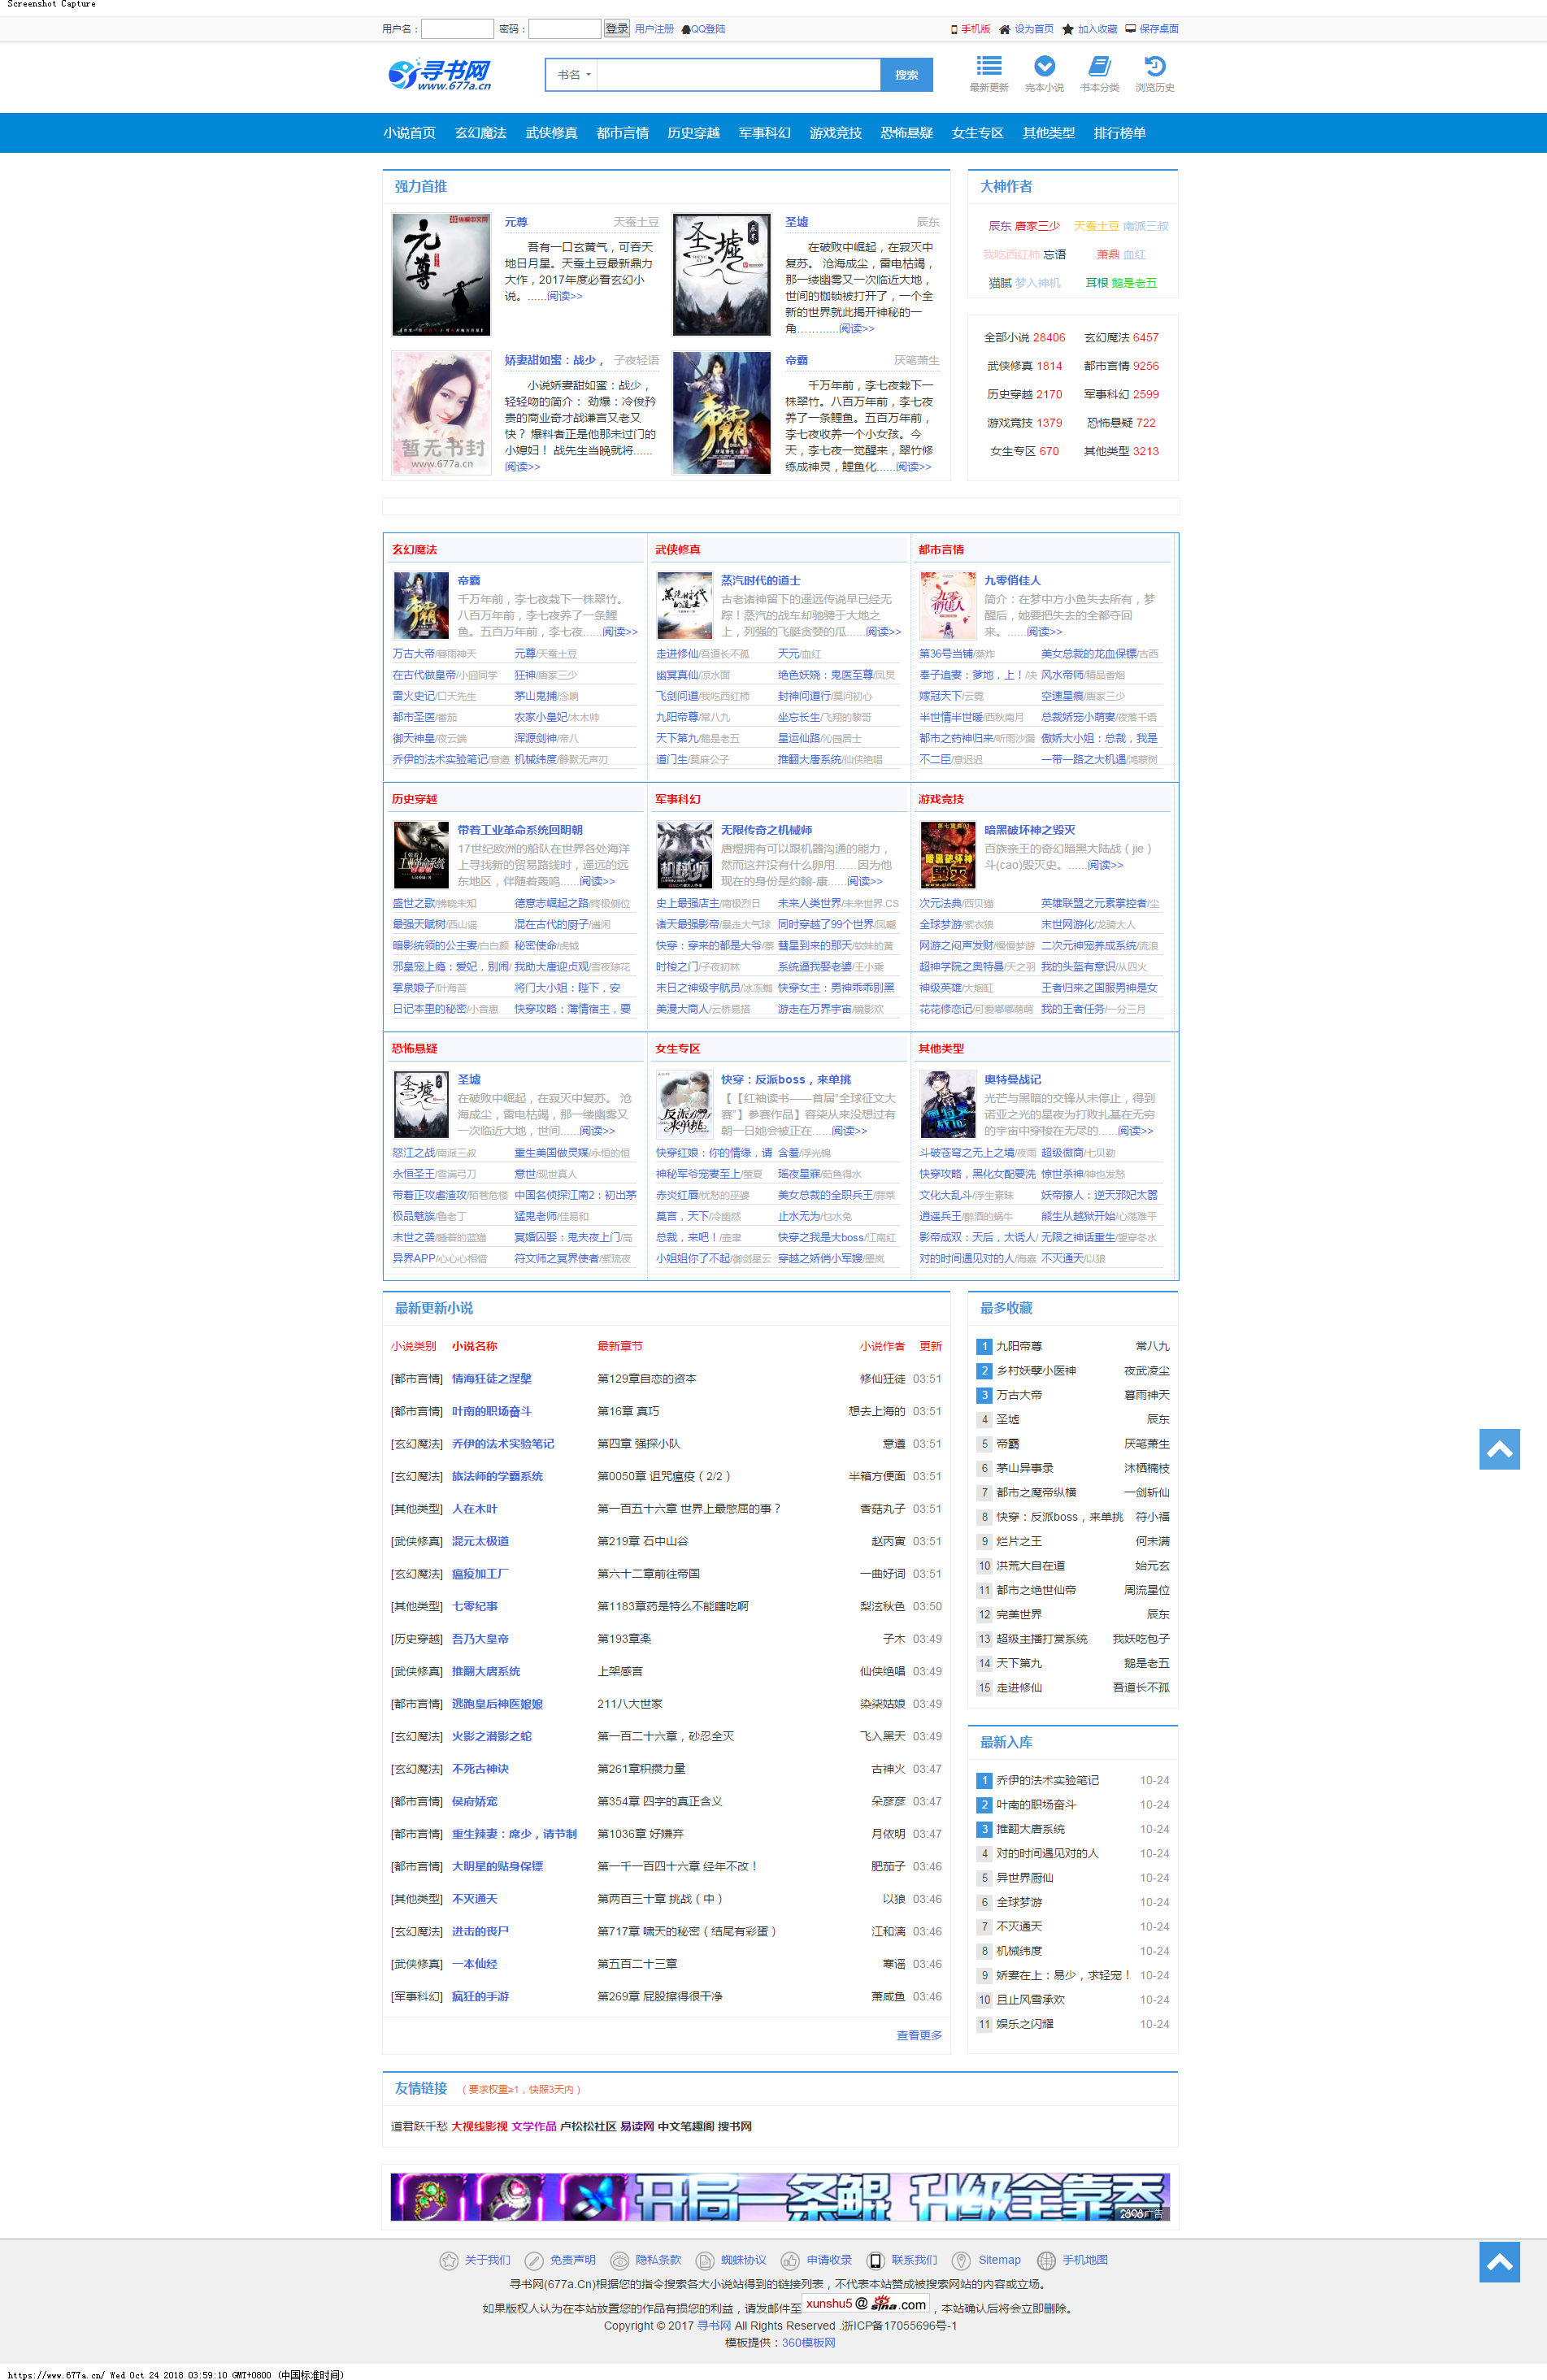 Screenshot Capture
用户名： 密码： 登录 用户注册 QQ登陆 手机版 设为首页 加入收藏 保存桌面
寻书网 www.677a.cn 书名 搜索 最新更新 完本小说 书本分类 浏览历史
小说首页 玄幻魔法 武侠修真 都市言情 历史穿越 军事科幻 游戏竞技 恐怖悬疑 女生专区 其他类型 排行榜单
强力首推
元尊 天蚕土豆
吾有一口玄黄气，可吞天
地日月星。天蚕土豆最新鼎力
大作，2017年度必看玄幻小
说。......阅读>>
圣墟 辰东
在破败中崛起，在寂灭中
复苏。 沧海成尘，雷电枯竭，
那一缕幽雾又一次临近大地，
世间的枷锁被打开了，一个全
新的世界就此揭开神秘的一
角…….......阅读>>
暂无书封
www.677a.cn
娇妻甜如蜜：战少， 子夜轻语
小说娇妻甜如蜜：战少，
轻轻吻的简介： 劲爆：冷俊矜
贵的商业奇才战谦言又老又
快？ 爆料者正是他那未过门的
小媳妇！ 战先生当晚就将......
阅读>>
帝霸 厌笔萧生
千万年前，李七夜栽下一
株翠竹。八百万年前，李七夜
养了一条鲤鱼。五百万年前，
李七夜收养一个小女孩。今
天，李七夜一觉醒来，翠竹修
练成神灵，鲤鱼化......阅读>>
大神作者
辰东 唐家三少 天蚕土豆 南派三叔
我吃西红柿 忘语 萧鼎 血红
猫腻 梦入神机 耳根 鹅是老五
全部小说 28406 玄幻魔法 6457
武侠修真 1814 都市言情 9256
历史穿越 2170 军事科幻 2599
游戏竞技 1379 恐怖悬疑 722
女生专区 670 其他类型 3213
玄幻魔法
帝霸
千万年前，李七夜栽下一株翠竹。
八百万年前，李七夜养了一条鲤
鱼。五百万年前，李七夜......阅读>>
万古大帝/暮雨神天 元尊/天蚕土豆
在古代做皇帝/小囧同学 狂神/唐家三少
雷火史记/口天先生 茅山鬼捕/念响
都市圣医/番茄 农家小皇妃/木木帅
御天神皇/夜云端 浑源剑神/帝八
乔伊的法术实验笔记/意遒 机械纬度/静默无声刃
武侠修真
蒸汽时代的道士
古老诸神留下的遥远传说早已经无
踪！蒸汽的战车却驰骋于大地之
上，列强的飞艇贪婪的瓜......阅读>>
走进修仙/吾道长不孤 天元/血红
幽冥真仙/凉水面 绝色妖娆：鬼医至尊/凤炅
飞剑问道/我吃西红柿 封神问道行/莫问初心
九阳帝尊/常八九 坐忘长生/飞翔的黎哥
天下第九/鹅是老五 星运仙路/沁园居士
道门生/莫麻公子 推翻大唐系统/仙侠绝唱
都市言情
九零俏佳人
简介：在梦中方小鱼失去所有，梦
醒后，她要把失去的全都夺回
来。......阅读>>
第36号当铺/蒸炸 美女总裁的龙血保镖/古西
奉子追妻：爹地，上！/决 风水帝师/精品香烟
嫁冠天下/云霓 空速星痕/唐家三少
半世情半世暖/西秋南月 总裁娇宠小萌妻/夜落千语
都市之药神归来/听雨沙漏 傲娇大小姐：总裁，我是
不二臣/意迟迟 一带一路之大机遇/鸿蒙树
历史穿越
带着工业革命系统回明朝
17世纪欧洲的船队在世界各处海洋
上寻找新的贸易路线时，遥远的远
东地区，伴随着轰鸣......阅读>>
盛世之歌/拂晓未知 德意志崛起之路/终极侧位
最强天赋树/西山谣 混在古代的厨子/谱闲
暗影统领的公主妻/白白颜 秘密使命/虎钺
邪皇宠上瘾：爱妃，别闹/ 我助大唐迎贞观/雪夜琼花
掌泉娘子/叶海苔 将门大小姐：陛下，安
日记本里的秘密/小音崽 快穿攻略：薄情宿主，要
军事科幻
无限传奇之机械师
唐煜拥有可以跟机器沟通的能力，
然而这并没有什么卵用……因为他
现在的身份是约翰-康......阅读>>
史上最强店主/南极烈日 未来人类世界/未来世界.CS
诸天最强影帝/暴走大气球 同时穿越了99个世界/风嘲
快穿：穿来的都是大爷/茶 彗星到来的那天/软妹的黄
时梭之门/子夜初林 系统逼我娶老婆/王小乘
末日之神级宇航员/冰冻蜘 快穿女主：男神乖乖别黑
美漫大商人/云桥易搭 游走在万界宇宙/镜影欢
游戏竞技
暗黑破坏神之毁灭
百族亲王的奇幻暗黑大陆战（jie）
斗(cao)毁灭史。......阅读>>
次元法典/西贝猫 英雄联盟之元素掌控者/尘
全球梦游/紫衣狼 末世网游化/龙骑大人
网游之闷声发财/慢慢梦游 二次元神宠养成系统/流浪
超神学院之奥特曼/天之羽 我的头盔有意识/从四火
神级英雄/大烟缸 王者归来之国服男神是女
花花修恋记/可爱嘟嘟萌萌 我的王者任务/一分三月
恐怖悬疑
圣墟
在破败中崛起，在寂灭中复苏。 沧
海成尘，雷电枯竭，那一缕幽雾又
一次临近大地，世间......阅读>>
怒江之战/南派三叔 重生美国做灵媒/永恒的恒
永恒圣王/雪满弓刀 意世/现世真人
带着正攻虐渣攻/陌巷危楼 中国名侦探江南2：初出茅
极品魅族/鲁老丁 猛鬼老师/佳易和
末世之袭/睡着的蓝猫 冥婚囚娶：鬼夫夜上门/高
异界APP/心心心相惜 符文师之冥界使者/紫琉夜
女生专区
快穿：反派boss，来单挑
【【红袖读书——首届“全球征文大
赛”】参赛作品】容柒从来没想过有
朝一日她会被正在......阅读>>
快穿红娘：你的情缘，请 含羞/浮光锦
神秘军爷宠妻至上/萤夏 瑶夜星寐/茹鱼得水
赤炎红唇/忧愁的巫婆 美女总裁的全职兵王/蒜菜
莫言，天下/泠幽然 止水无为/乜水免
总裁，来吧！/壶聿 快穿之我是大boss/江南红
小姐姐你了不起/御剑星云 穿越之娇俏小军嫂/墨岚
其他类型
奥特曼战记
光芒与黑暗的交锋从未停止，得到
诺亚之光的星夜为打败扎基在无穷
的宇宙中穿梭在无尽的......阅读>>
斗破苍穹之无上之境/夜雨 超级微商/七贝勒
快穿攻略，黑化女配要洗 惊世杀神/神也发愁
文化大乱斗/浮生素昧 妖帝撩人：逆天邪妃太嚣
逍遥兵王/醉酒的蜗牛 熊生从越狱开始/心荡雅平
影帝成双：天后，太诱人/ 无限之神话重生/望穿冬水
对的时间遇见对的人/海嘉 不灭通天/以狼
最新更新小说
小说类别 小说名称 最新章节 小说作者 更新
[都市言情] 情海狂徒之涅槃 第129章自恋的资本 修仙狂徒 03:51
[都市言情] 叶南的职场奋斗 第16章 真巧 想去上海的 03:51
[玄幻魔法] 乔伊的法术实验笔记 第四章 强探小队 意遒 03:51
[玄幻魔法] 旅法师的学霸系统 第0050章 诅咒瘟疫（2/2） 半箱方便面 03:51
[其他类型] 人在木叶 第一百五十六章 世界上最憋屈的事？ 香菇丸子 03:51
[武侠修真] 混元太极道 第219章 石中山谷 赵丙寅 03:51
[玄幻魔法] 瘟疫加工厂 第六十二章前往帝国 一曲好词 03:51
[其他类型] 七零纪事 第1183章药是特么不能瞎吃啊 梨泫秋色 03:50
[历史穿越] 吾乃大皇帝 第193章楽 子木 03:49
[武侠修真] 推翻大唐系统 上架感言 仙侠绝唱 03:49
[都市言情] 逃跑皇后神医娘娘 211八大世家 染柒姑娘 03:49
[玄幻魔法] 火影之潜影之蛇 第一百二十六章，砂忍全灭 飞入黑天 03:49
[玄幻魔法] 不死古神诀 第261章积攒力量 古神火 03:47
[都市言情] 侯府娇宠 第354章 四字的真正含义 朵彦彦 03:47
[都市言情] 重生辣妻：席少，请节制 第1036章 好嫌弃 月依明 03:47
[都市言情] 大明星的贴身保镖 第一千一百四十六章 经年不改！ 肥茄子 03:46
[其他类型] 不灭通天 第两百三十章 挑战（中） 以狼 03:46
[玄幻魔法] 进击的丧尸 第717章 啸天的秘密（结尾有彩蛋） 江和漓 03:46
[武侠修真] 一本仙经 第五百二十三章 寒谣 03:46
[军事科幻] 疯狂的手游 第269章 屁股擦得很干净 萧咸鱼 03:46
查看更多
最多收藏
1 九阳帝尊 常八九
2 乡村妖孽小医神 夜武凌尘
3 万古大帝 暮雨神天
4 圣墟 辰东
5 帝霸 厌笔萧生
6 茅山异事录 沐栖楠枝
7 都市之魔帝纵横 一剑斩仙
8 快穿：反派boss，来单挑 符小福
9 烂片之王 何未满
10 洪荒大自在道 始元玄
11 都市之绝世仙帝 周流星位
12 完美世界 辰东
13 超级主播打赏系统 我妖吃包子
14 天下第九 鹅是老五
15 走进修仙 吾道长不孤
最新入库
1 乔伊的法术实验笔记 10-24
2 叶南的职场奋斗 10-24
3 推翻大唐系统 10-24
4 对的时间遇见对的人 10-24
5 异世界厨仙 10-24
6 全球梦游 10-24
7 不灭通天 10-24
8 机械纬度 10-24
9 娇妻在上：易少，求轻宠！ 10-24
10 且止风雪承欢 10-24
11 娱乐之闪耀 10-24
友情链接 （要求权重≥1，快照3天内）
道君跃千愁 大视线影视 文学作品 卢松松社区 易读网 中文笔趣阁 搜书网
开局一条鲲 升级全靠吞
广告
关于我们 免责声明 隐私条款 蜘蛛协议 申请收录 联系我们 Sitemap 手机地图
寻书网(677a.Cn)根据您的指令搜索各大小说站得到的链接列表，不代表本站赞成被搜索网站的内容或立场。
如果版权人认为在本站放置您的作品有损您的利益，请发邮件至xunshu5@sina.com，本站确认后将会立即删除。
Copyright © 2017 寻书网 All Rights Reserved .浙ICP备17055696号-1
模板提供：360模板网
https://www.677a.cn/ Wed Oct 24 2018 03:59:10 GMT+0800 (中国标准时间)